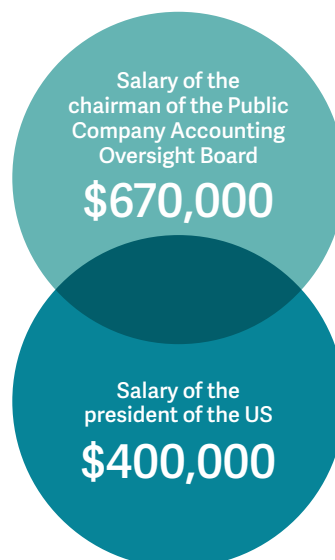 Salary of the
chairman of the Public
Company Accounting
Oversight Board
$670,000
Salary of the
president of the US
$400,000